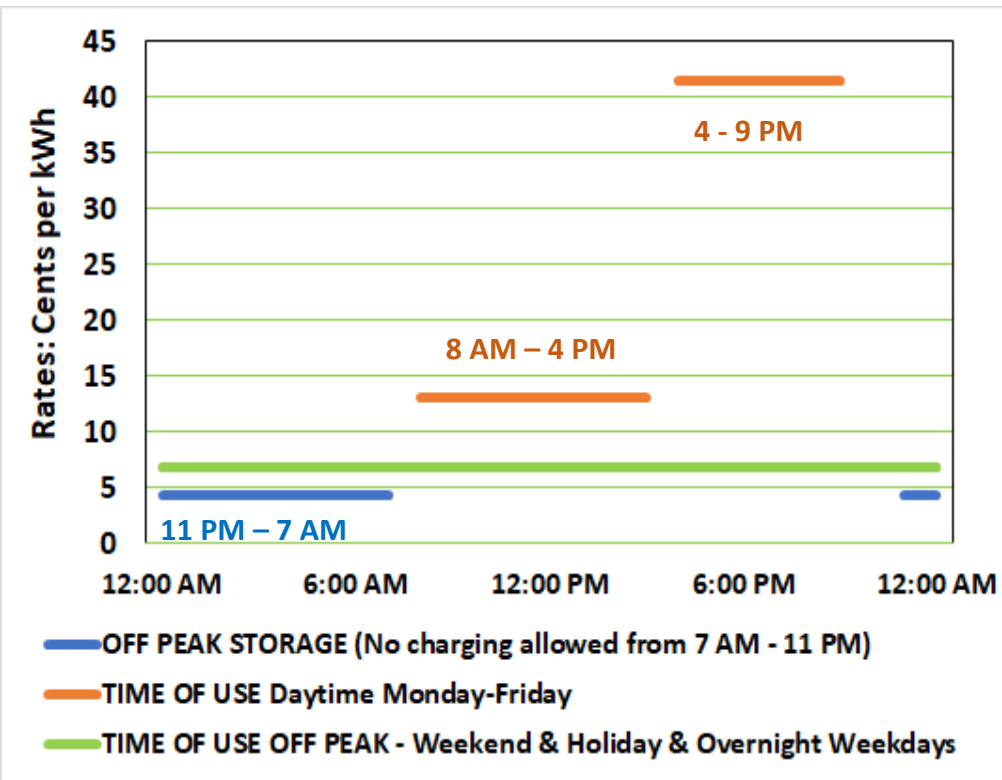 Rates: Cents per kWh
45
40
4 - 9 PM
35
30
25
20
8 AM – 4 PM
15
10
5
11 PM – 7 AM
0
12:00 AM 6:00 AM 12:00 PM 6:00 PM 12:00 AM
OFF PEAK STORAGE (No charging allowed from 7 AM - 11 PM)
TIME OF USE Daytime Monday-Friday
TIME OF USE OFF PEAK - Weekend & Holiday & Overnight Weekdays